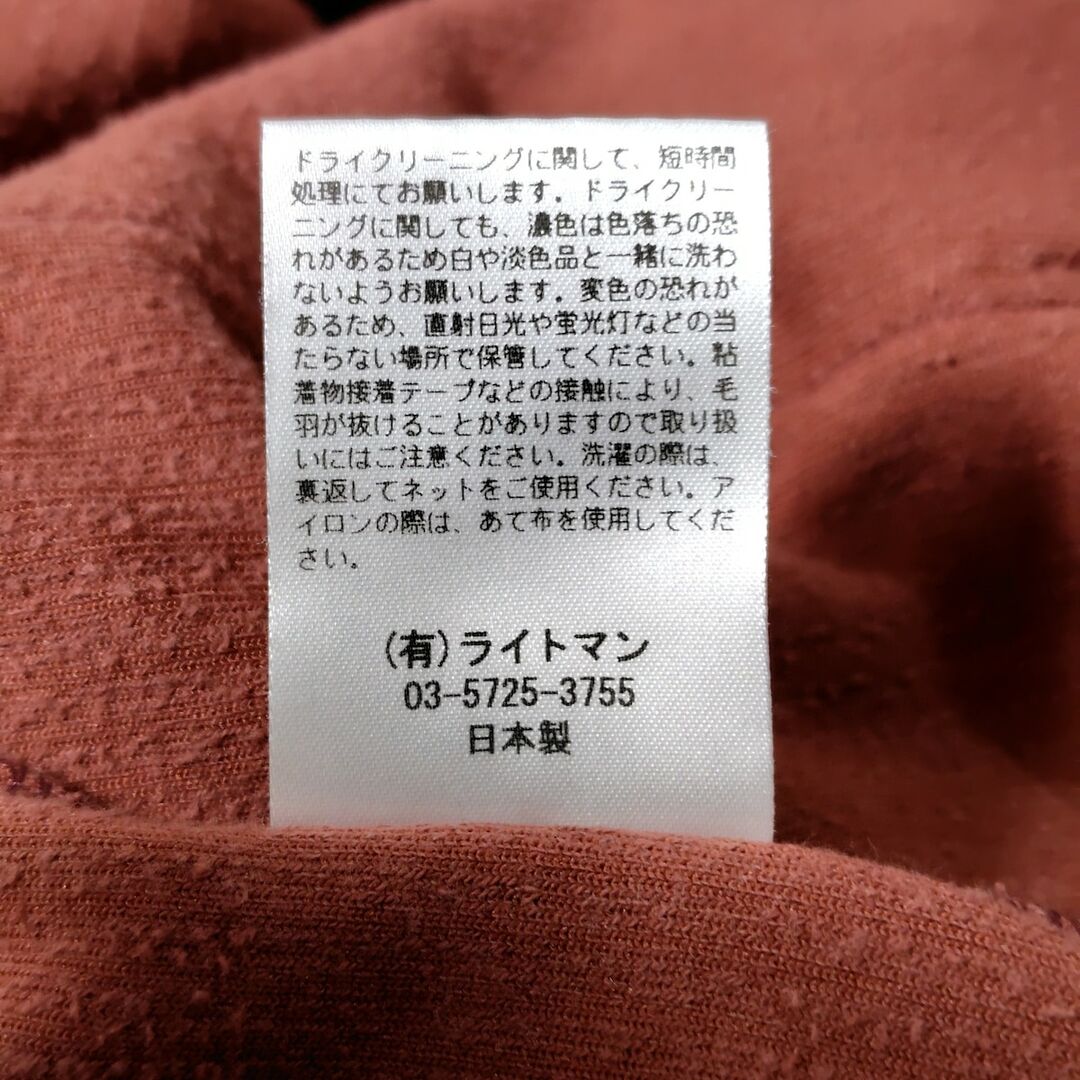 ドライクリーニングに関して、短時間
処理にてお願いします。ドライクリー
ニングに関しても、濃色は色落ちの恐
れがあるため白や淡色品と一緒に洗わ
ないようお願いします。変色の恐れが
あるため、直射日光や蛍光灯などの当
たらない場所で保管してください。粘
着物接着テープなどの接触により、毛
羽が抜けることがありますので取り扱
いにはご注意ください。洗濯の際は、
裏返してネットをご使用ください。ア
イロンの際は、あて布を使用してくだ
さい。
(有)ライトマン
03-5725-3755
日本製